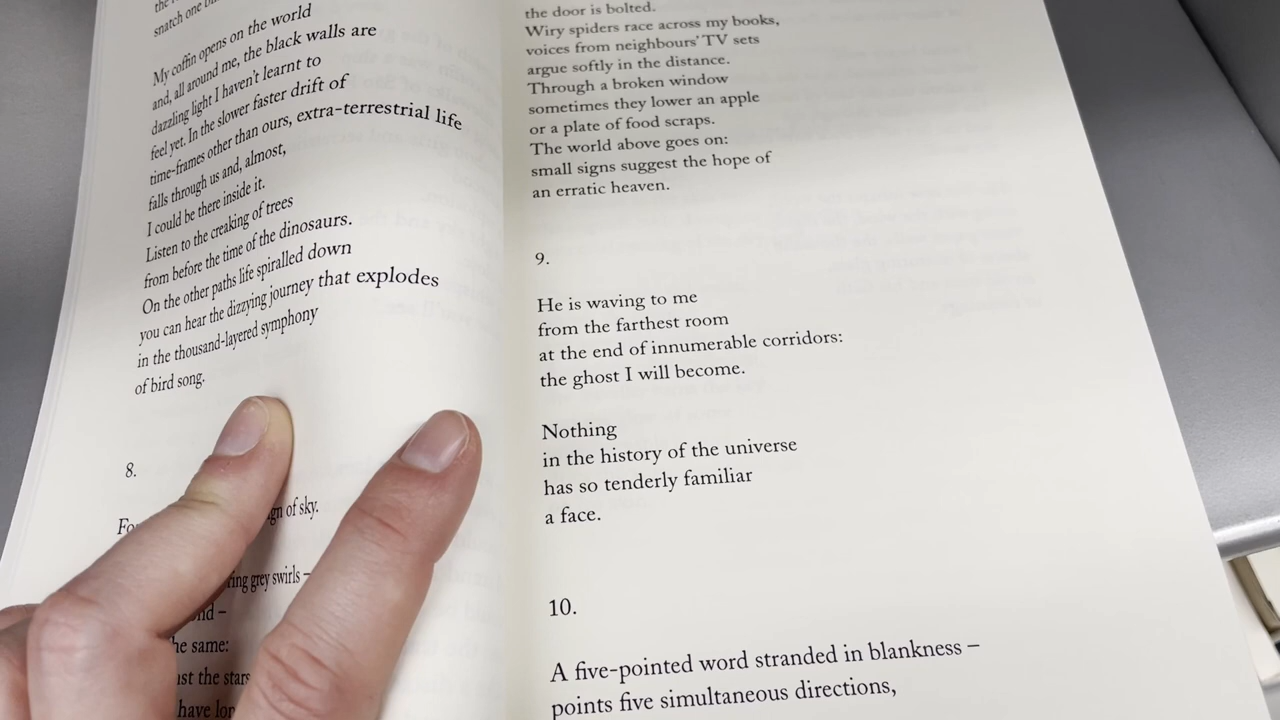 the
snatch one
My coffin opens on the world
and, all around me, the black walls are
dazzling light I haven't learnt to
feel yet. In the slower faster drift of
time-frames other than ours, extra-terrestrial life
falls through us and, almost,
I could be there inside it.
Listen to the creaking of trees
from before the time of the dinosaurs.
On the other paths life spiralled down
you can hear the dizzying journey that explodes
in the thousand-layered symphony
of bird song.
8.
of sky.
grey swirls –
–
same:
the stars
have
the door is bolted.
Wiry spiders race across my books,
voices from neighbours' TV sets
argue softly in the distance.
Through a broken window
sometimes they lower an apple
or a plate of food scraps.
The world above goes on:
small signs suggest the hope of
an erratic heaven.
9.
He is waving to me
from the farthest room
at the end of innumerable corridors:
the ghost I will become.
Nothing
in the history of the universe
has so tenderly familiar
a face.
10.
A five-pointed word stranded in blankness –
points five simultaneous directions,